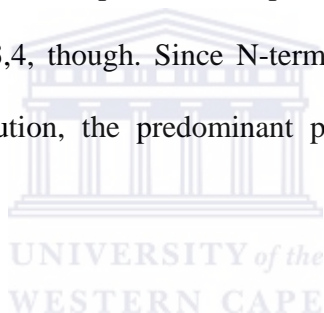 3,4, though. Since N-term
ution, the predominant p
UNIVERSITY of the
WESTERN CAPE